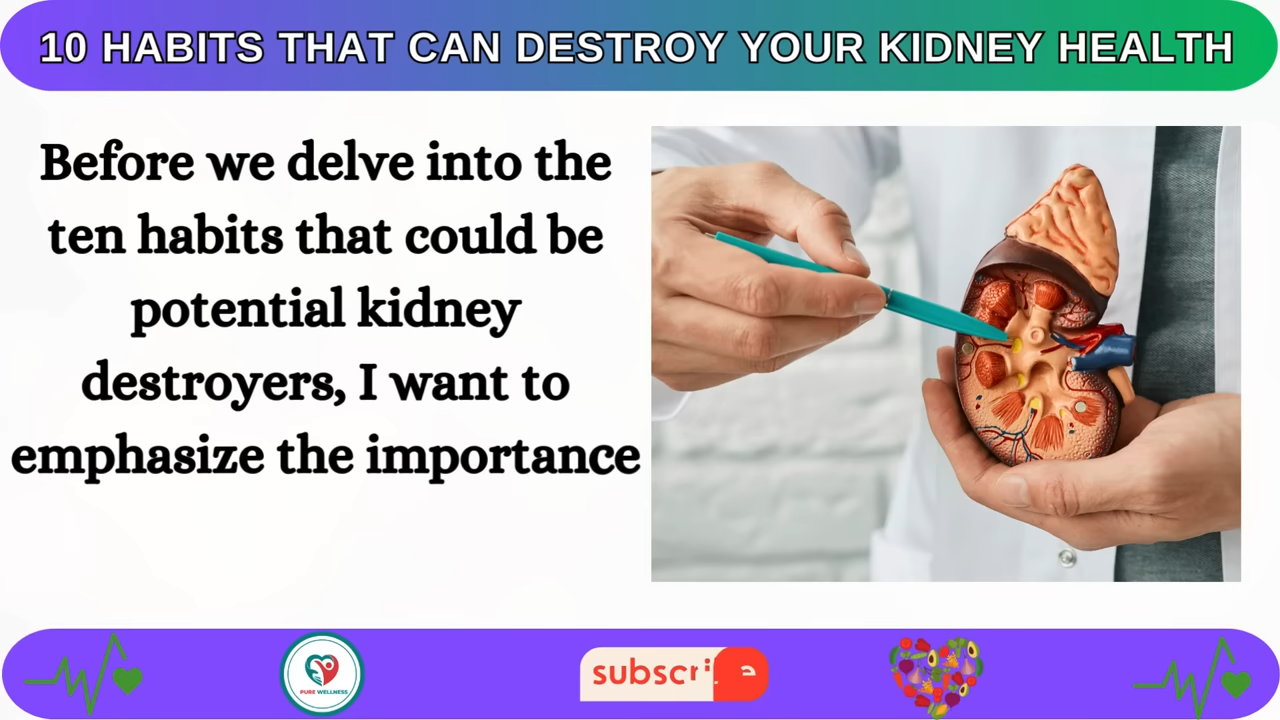 10 HABITS THAT CAN DESTROY YOUR KIDNEY HEALTH
Before we delve into the
ten habits that could be
potential kidney
destroyers, I want to
emphasize the importance
PURE WELLNESS